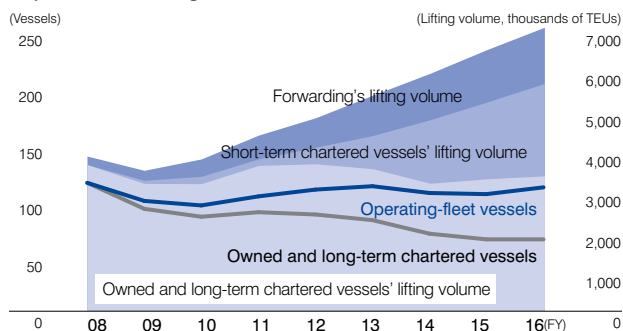 (Vessels) (Lifting volume, thousands of TEUs)
250 7,000
6,000
200 Forwarding's lifting volume
5,000
150 Short-term chartered vessels' lifting volume 4,000
100 Operating-fleet vessels 3,000
Owned and long-term chartered vessels 2,000
50 Owned and long-term chartered vessels' lifting volume 1,000
0 08 09 10 11 12 13 14 15 16(FY) 0